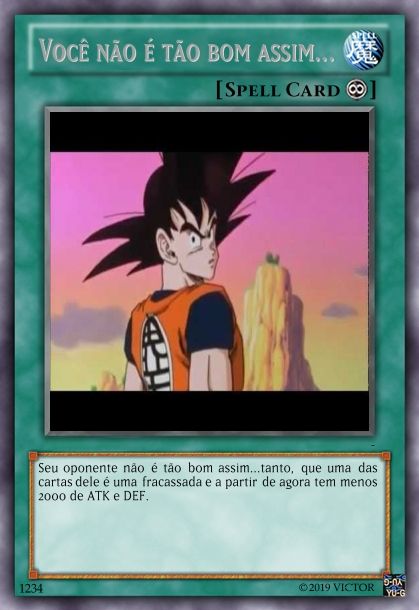 Você não é tão bom assim...
[Spell Card]
Seu oponente não é tão bom assim...tanto, que uma das
cartas dele é uma fracassada e a partir de agora tem menos
2000 de ATK e DEF.
1234
©2019 VICTOR